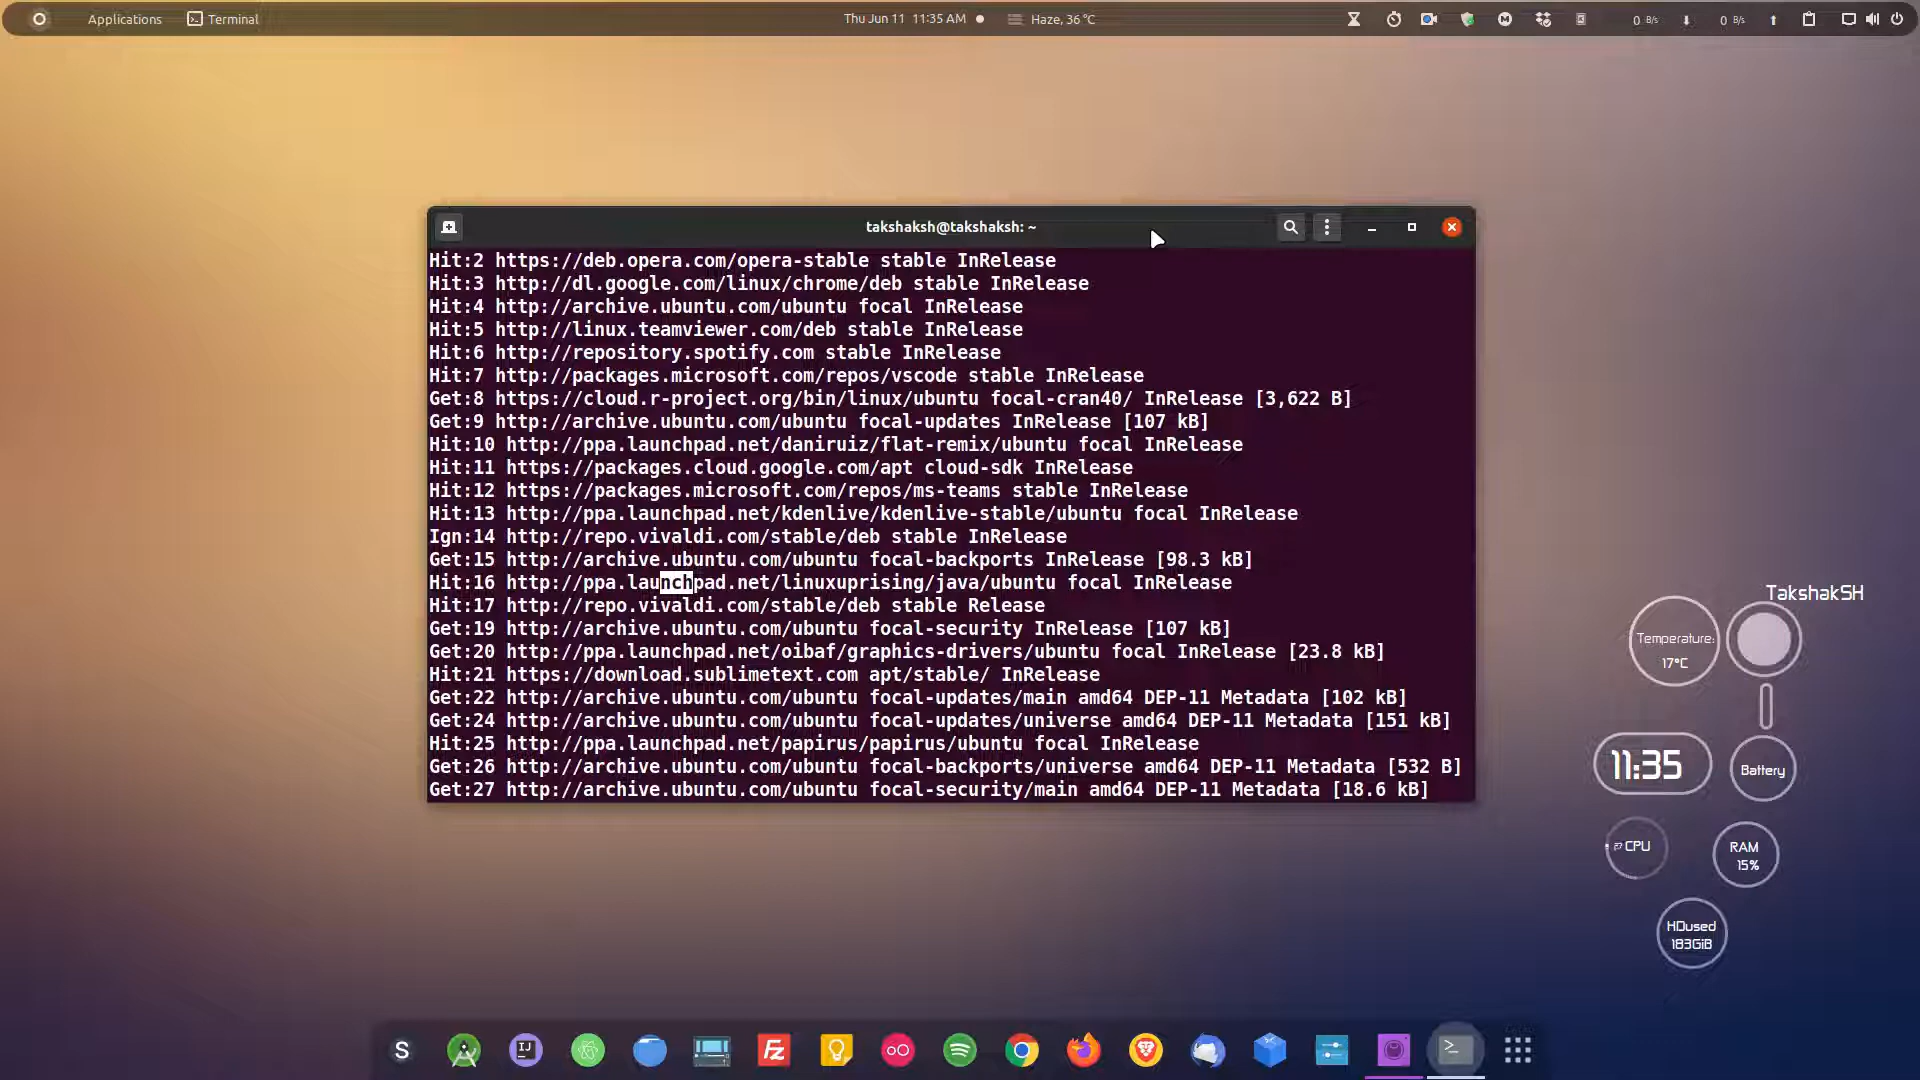 Applications
Terminal
Thu Jun 11 11:35 AM
Haze, 36 °C
0 B/s
0 B/s
takshaksh@takshaksh: ~
Hit:2 https://deb.opera.com/opera-stable stable InRelease
Hit:3 http://dl.google.com/linux/chrome/deb stable InRelease
Hit:4 http://archive.ubuntu.com/ubuntu focal InRelease
Hit:5 http://linux.teamviewer.com/deb stable InRelease
Hit:6 http://repository.spotify.com stable InRelease
Hit:7 http://packages.microsoft.com/repos/vscode stable InRelease
Get:8 https://cloud.r-project.org/bin/linux/ubuntu focal-cran40/ InRelease [3,622 B]
Get:9 http://archive.ubuntu.com/ubuntu focal-updates InRelease [107 kB]
Hit:10 http://ppa.launchpad.net/daniruiz/flat-remix/ubuntu focal InRelease
Hit:11 https://packages.cloud.google.com/apt cloud-sdk InRelease
Hit:12 https://packages.microsoft.com/repos/ms-teams stable InRelease
Hit:13 http://ppa.launchpad.net/kdenlive/kdenlive-stable/ubuntu focal InRelease
Ign:14 http://repo.vivaldi.com/stable/deb stable InRelease
Get:15 http://archive.ubuntu.com/ubuntu focal-backports InRelease [98.3 kB]
Hit:16 http://ppa.launchpad.net/linuxuprising/java/ubuntu focal InRelease
Hit:17 http://repo.vivaldi.com/stable/deb stable Release
Get:19 http://archive.ubuntu.com/ubuntu focal-security InRelease [107 kB]
Get:20 http://ppa.launchpad.net/oibaf/graphics-drivers/ubuntu focal InRelease [23.8 kB]
Hit:21 https://download.sublimetext.com apt/stable/ InRelease
Get:22 http://archive.ubuntu.com/ubuntu focal-updates/main amd64 DEP-11 Metadata [102 kB]
Get:24 http://archive.ubuntu.com/ubuntu focal-updates/universe amd64 DEP-11 Metadata [151 kB]
Hit:25 http://ppa.launchpad.net/papirus/papirus/ubuntu focal InRelease
Get:26 http://archive.ubuntu.com/ubuntu focal-backports/universe amd64 DEP-11 Metadata [532 B]
Get:27 http://archive.ubuntu.com/ubuntu focal-security/main amd64 DEP-11 Metadata [18.6 kB]
TakshakSH
Temperature:
17°C
11:35
Battery
CPU
RAM
15%
HDused
183GiB
S
IJ
Fz
>_